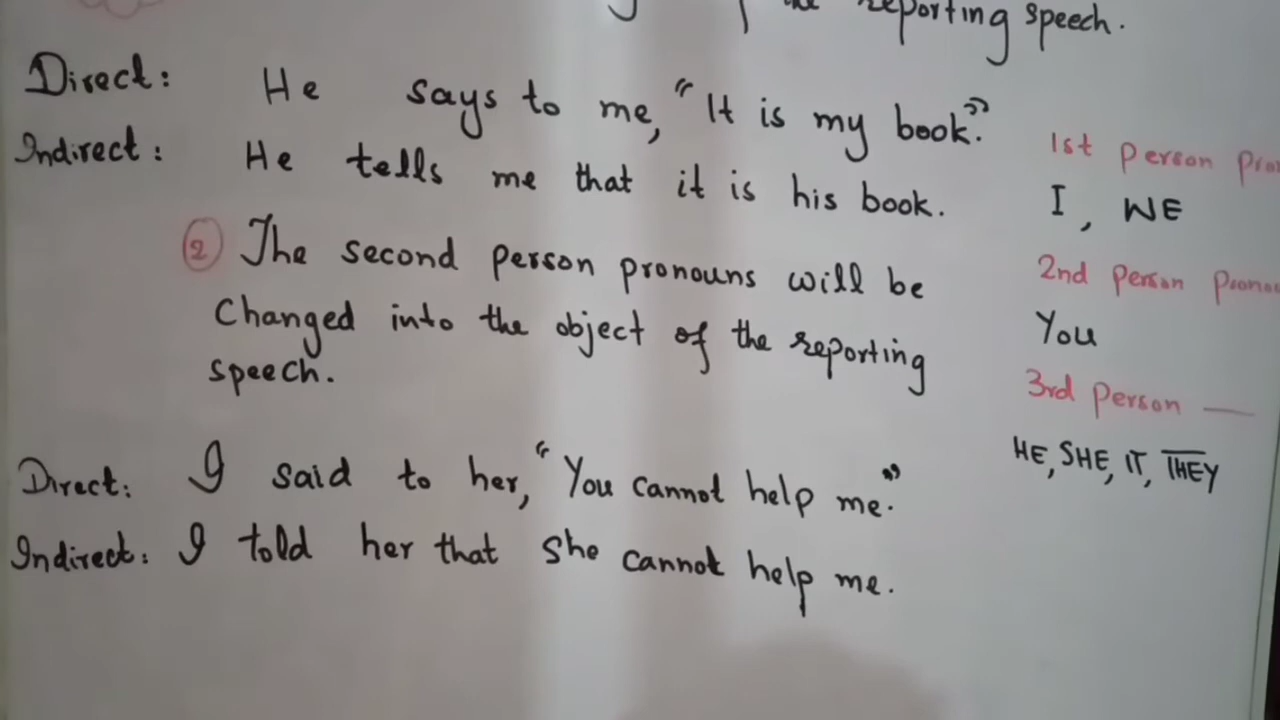 reporting speech.
Direct: He says to me, "It is my book."
Indirect: He tells me that it is his book.
② The second person pronouns will be
changed into the object of the reporting
speech.
Direct: I said to her, "You cannot help me."
Indirect: I told her that she cannot help me.
1st person
I, WE
2nd person
You
3rd person —
HE, SHE, IT, THEY